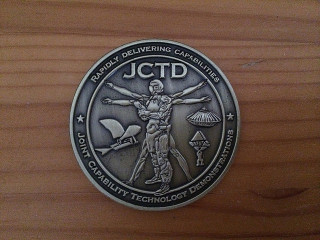 RAPIDLY DELIVERING CAPABILITIES
JCTD
JOINT CAPABILITY TECHNOLOGY DEMONSTRATIONS